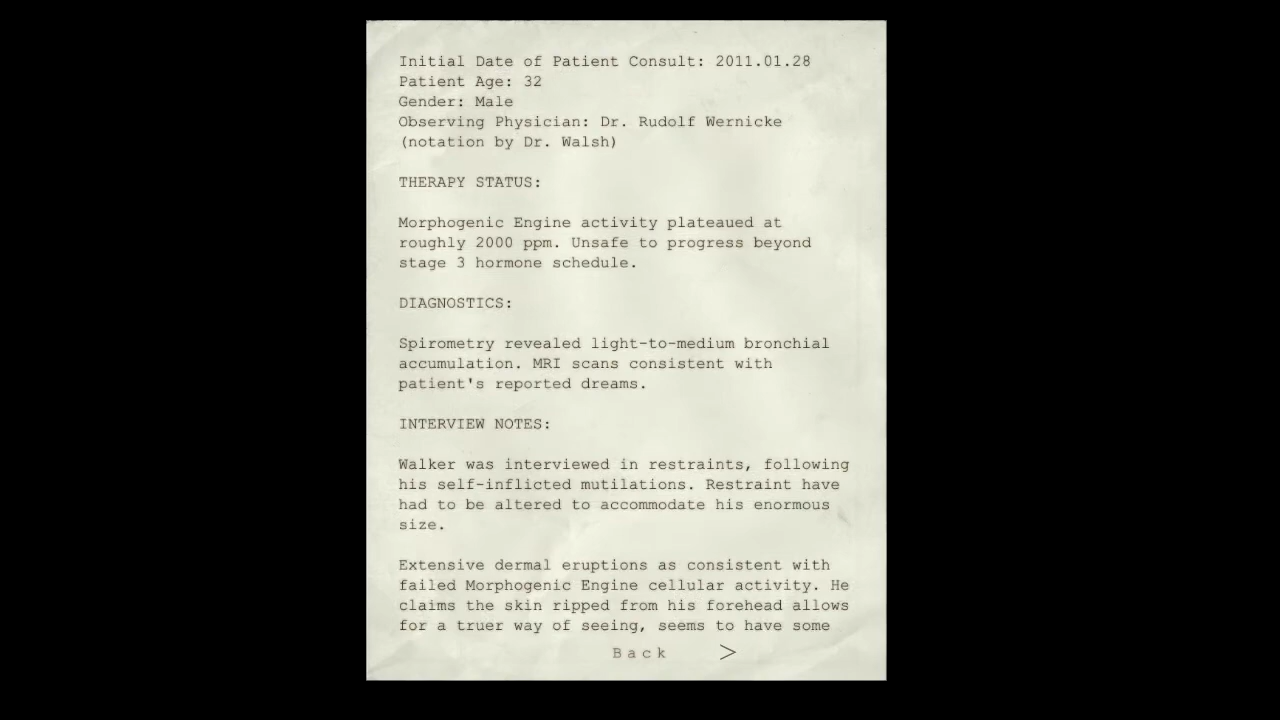 Initial Date of Patient Consult: 2011.01.28
Patient Age: 32
Gender: Male
Observing Physician: Dr. Rudolf Wernicke
(notation by Dr. Walsh)
THERAPY STATUS:
Morphogenic Engine activity plateaued at
roughly 2000 ppm. Unsafe to progress beyond
stage 3 hormone schedule.
DIAGNOSTICS:
Spirometry revealed light-to-medium bronchial
accumulation. MRI scans consistent with
patient's reported dreams.
INTERVIEW NOTES:
Walker was interviewed in restraints, following
his self-inflicted mutilations. Restraint have
had to be altered to accommodate his enormous
size.
Extensive dermal eruptions as consistent with
failed Morphogenic Engine cellular activity. He
claims the skin ripped from his forehead allows
for a truer way of seeing, seems to have some
Back >